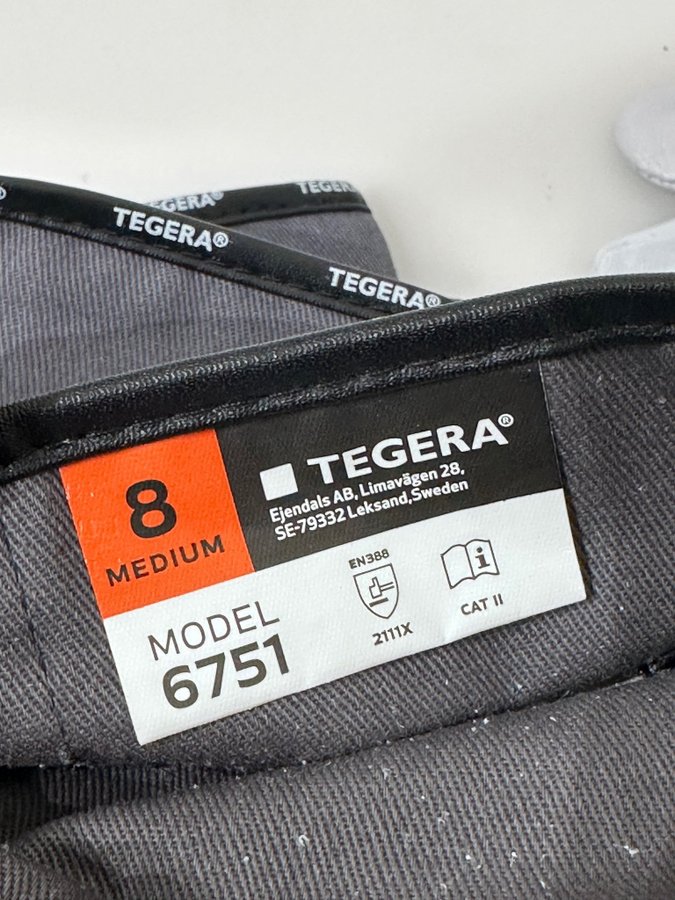 TEGERA®
TEGERA
TEGERA®
TEGERA®
TEGERA®
Ejendals AB, Limavägen 28,
SE-79332 Leksand,Sweden
8
MEDIUM
MODEL
6751
EN388
2111X
CAT II